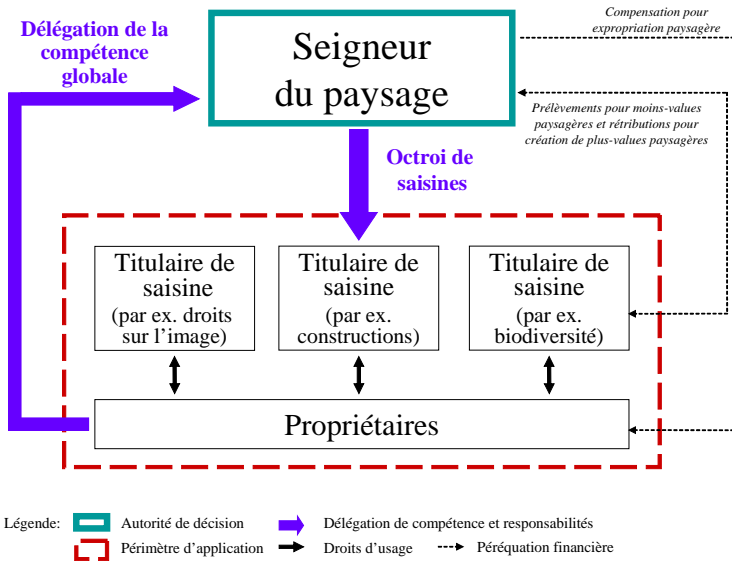 Délégation de la
compétence
globale
Seigneur
du paysage
Compensation pour
expropriation paysagère
Prélèvements pour moins-values
paysagères et rétributions pour
création de plus-values paysagères
Octroi de
saisines
Titulaire de
saisine
(par ex. droits
sur l’image)
Titulaire de
saisine
(par ex.
constructions)
Titulaire de
saisine
(par ex.
biodiversité)
Propriétaires
Légende:
Autorité de décision
Délégation de compétence et responsabilités
Périmètre d’application
Droits d’usage
Péréquation financière